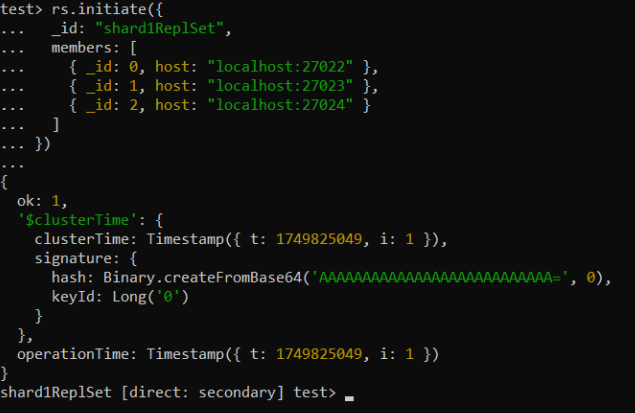 test> rs.initiate({
...   _id: "shard1ReplSet",
...   members: [
...     { _id: 0, host: "localhost:27022" },
...     { _id: 1, host: "localhost:27023" },
...     { _id: 2, host: "localhost:27024" }
...   ]
... })
...
{
  ok: 1,
  '$clusterTime': {
    clusterTime: Timestamp({ t: 1749825049, i: 1 }),
    signature: {
      hash: Binary.createFromBase64('AAAAAAAAAAAAAAAAAAAAAAAAAAA=', 0),
      keyId: Long('0')
    }
  },
  operationTime: Timestamp({ t: 1749825049, i: 1 })
}
shard1ReplSet [direct: secondary] test>